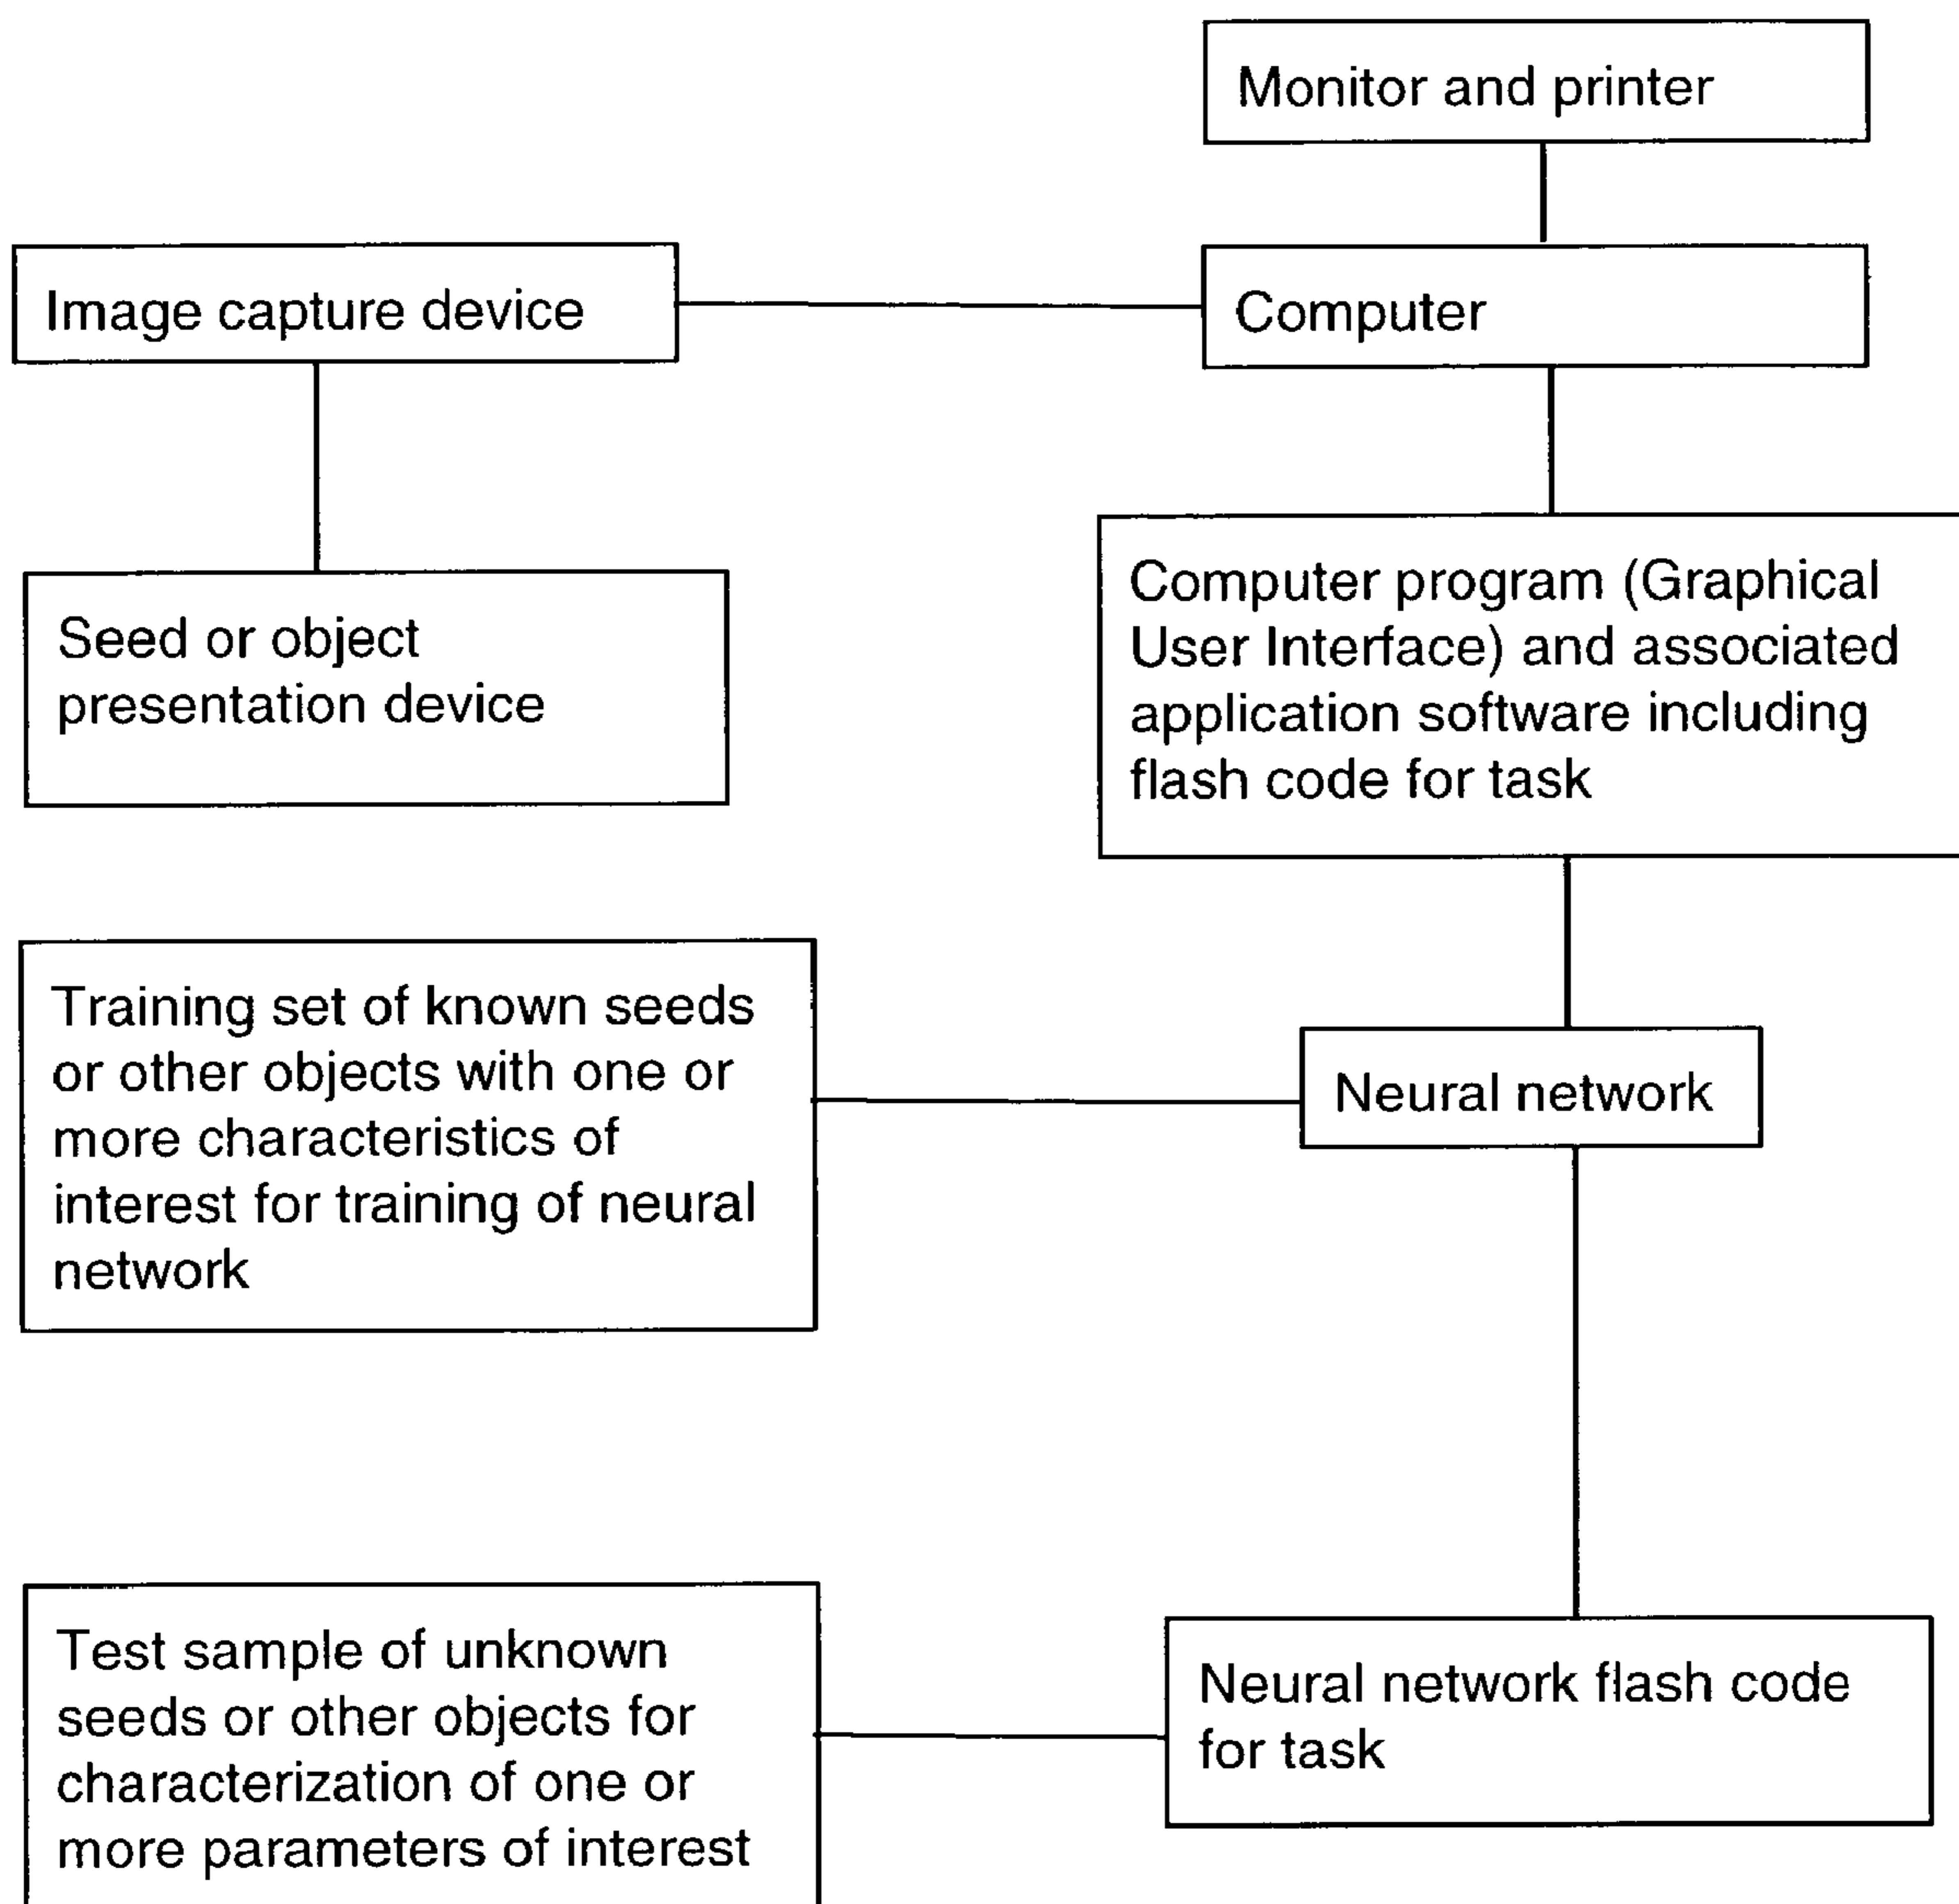 Monitor and printer
Image capture device
Computer
Seed or object
presentation device
Computer program (Graphical
User Interface) and associated
application software including
flash code for task
Training set of known seeds
or other objects with one or
more characteristics of
interest for training of neural
network
Neural network
Test sample of unknown
seeds or other objects for
characterization of one or
more parameters of interest
Neural network flash code
for task